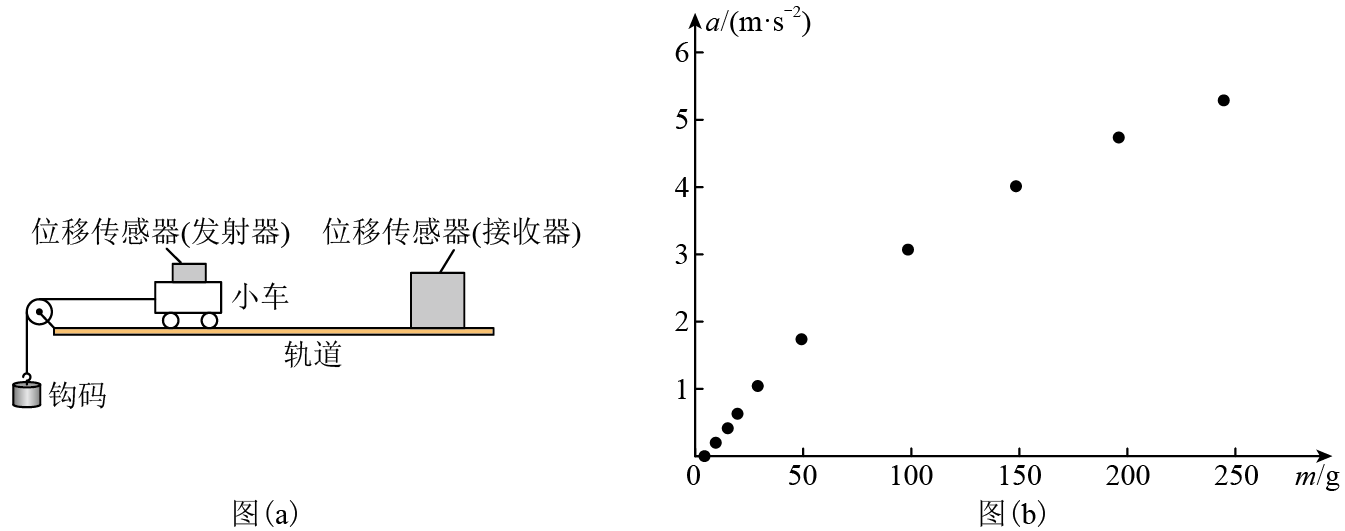 位移传感器(发射器) 位移传感器(接收器)
小车
轨道
钩码
图(a)
a/(m·s⁻²)
6
5
4
3
2
1
0 50 100 150 200 250 m/g
图(b)